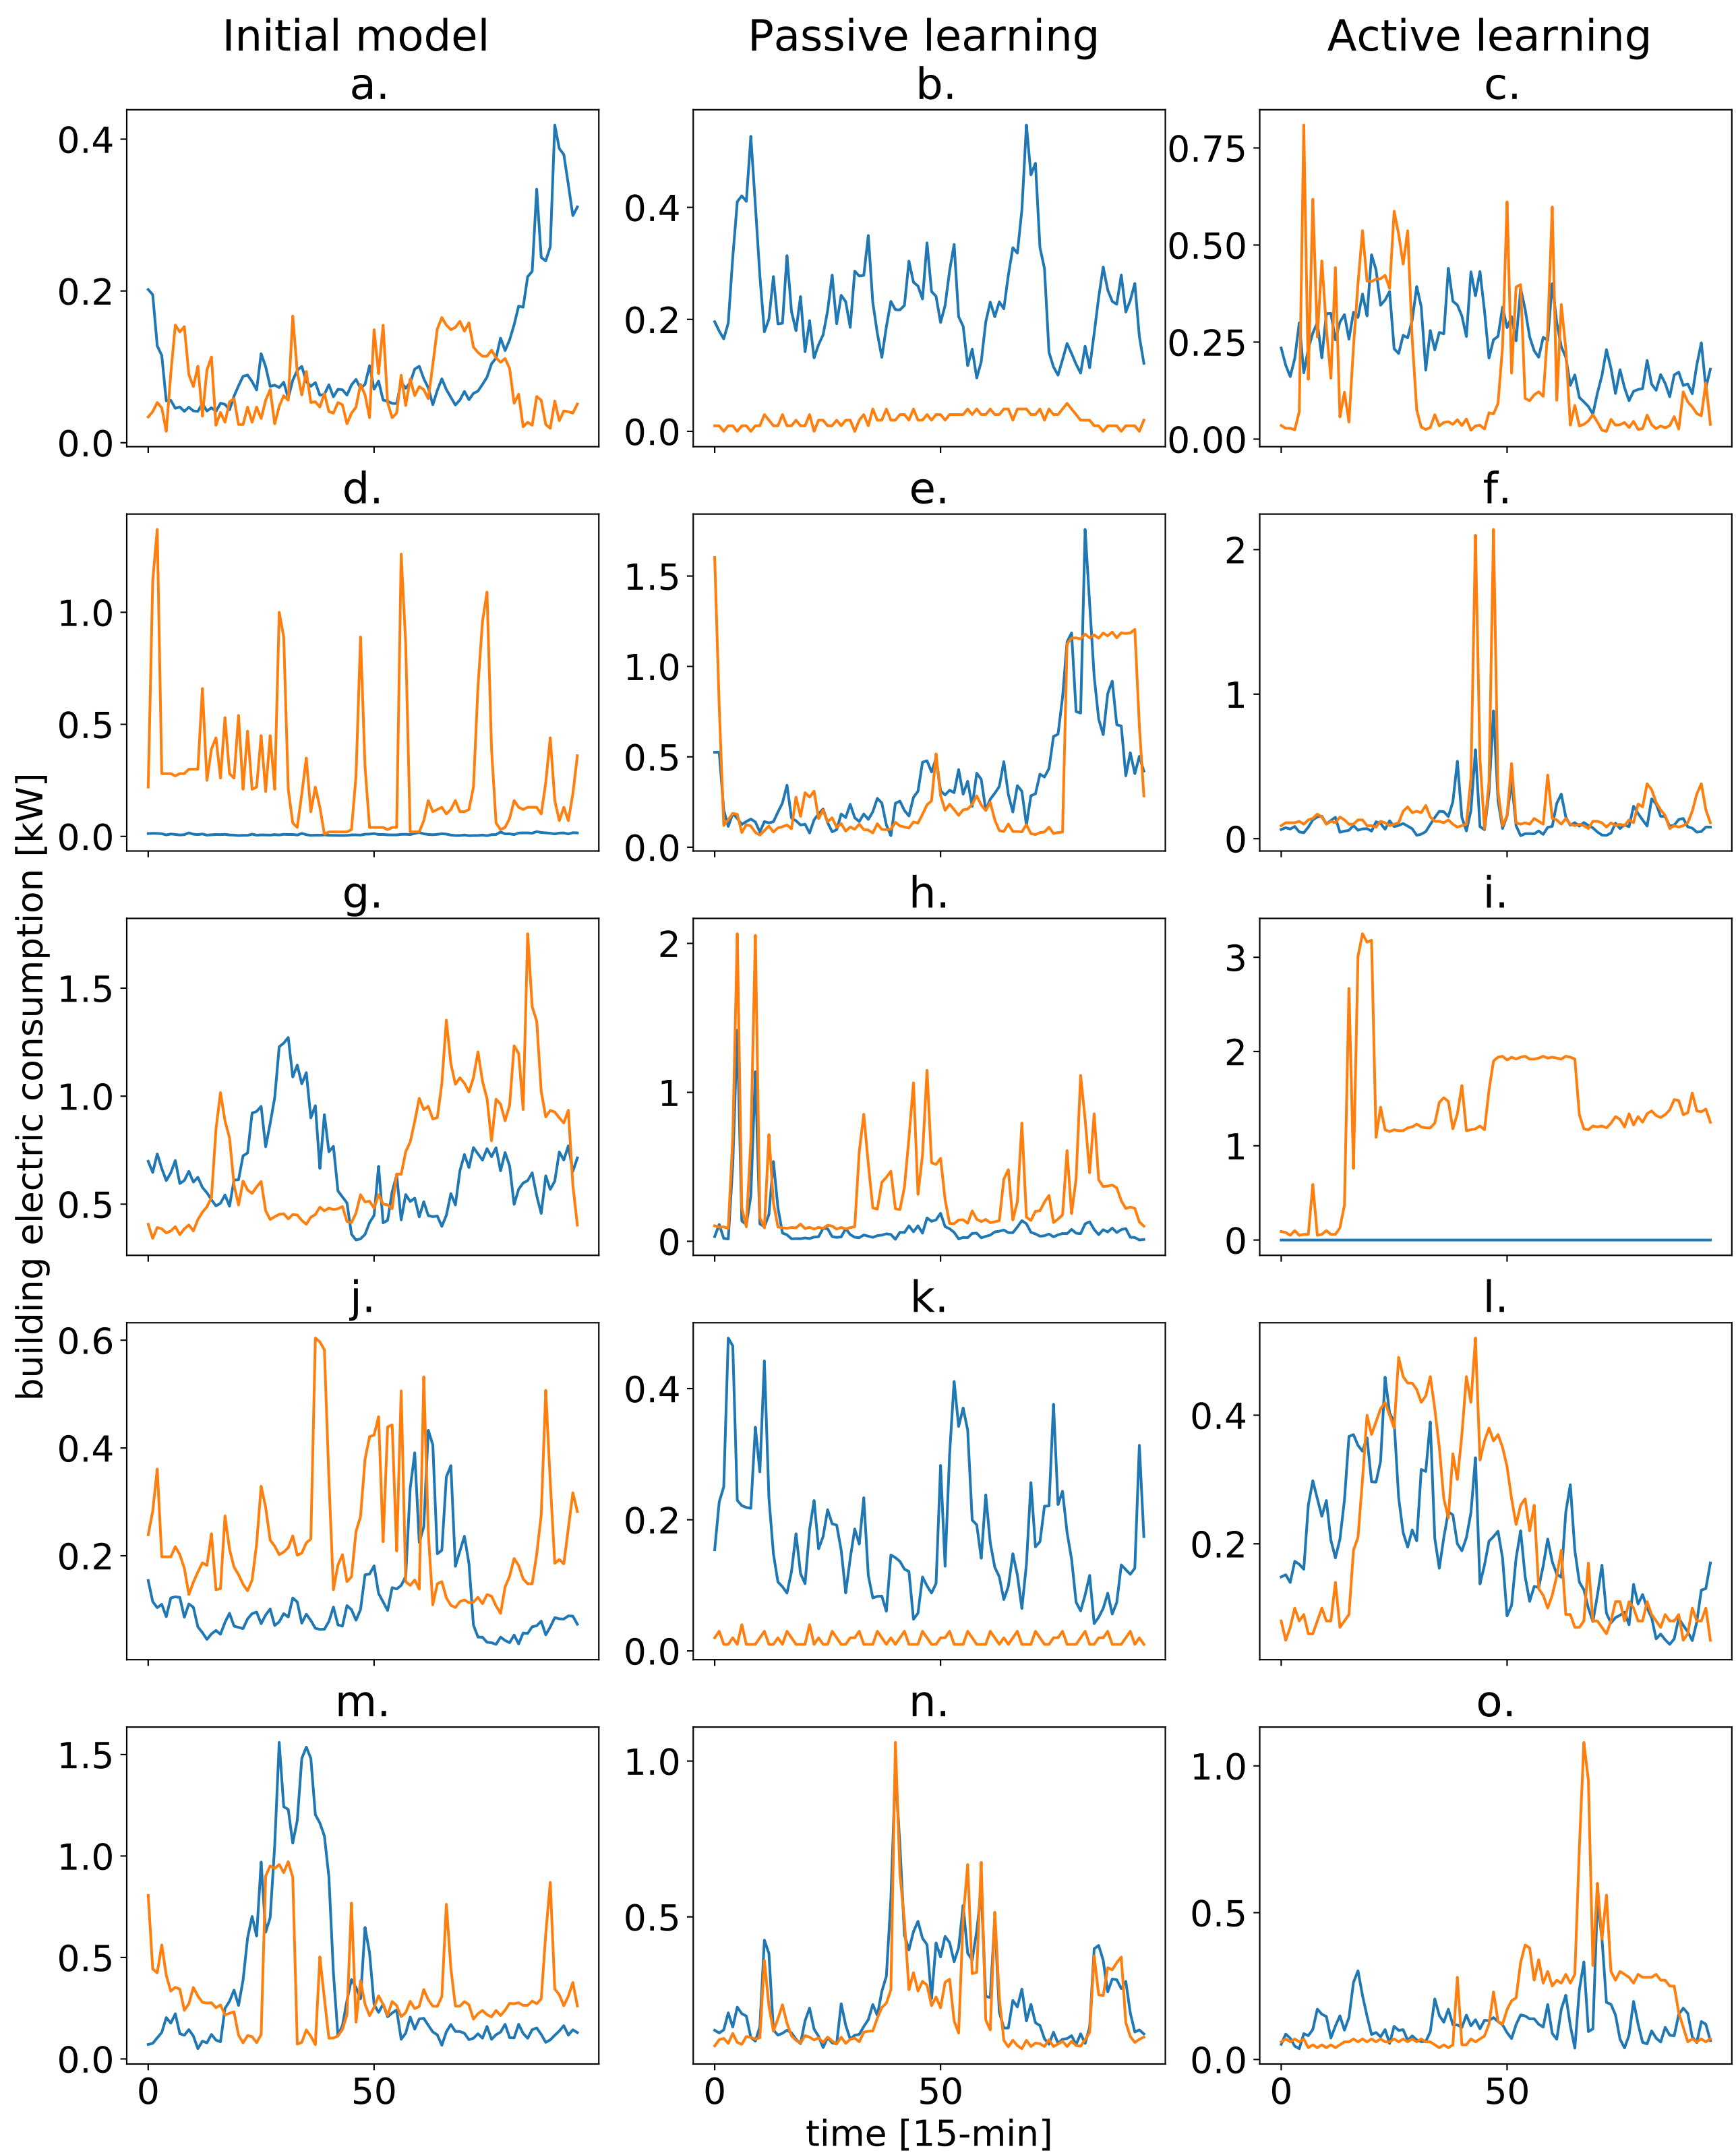 Initial model
Passive learning
Active learning
a.
b.
c.
0.4
0.2
0.0
0.4
0.2
0.0
0.75
0.50
0.25
0.00
d.
e.
f.
1.0
0.5
0.0
1.5
1.0
0.5
0.0
2
1
0
g.
h.
i.
1.5
1.0
0.5
2
1
0
3
2
1
0
j.
k.
l.
0.6
0.4
0.2
0.4
0.2
0.0
0.4
0.2
m.
n.
o.
1.5
1.0
0.5
0.0
1.0
0.5
1.0
0.5
0.0
0 50
0 50
0 50
building electric consumption [kW]
time [15-min]